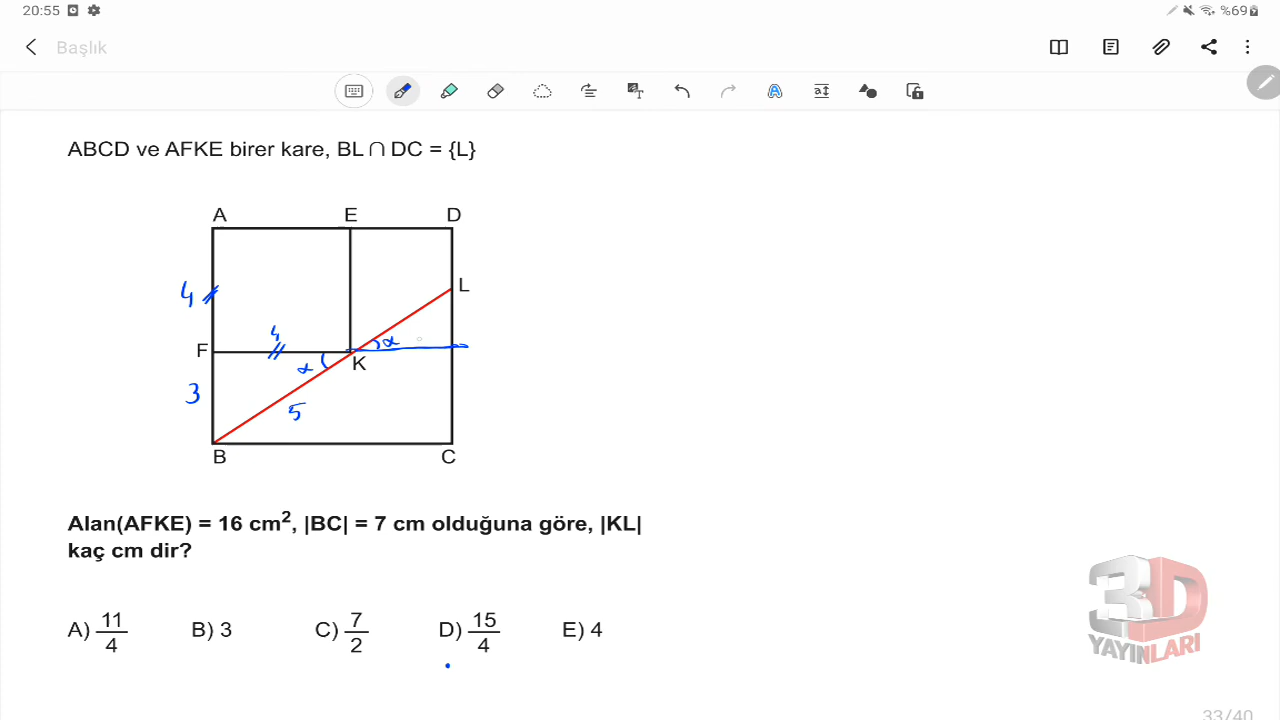 20:55
%69
Başlık
ABCD ve AFKE birer kare, BL ∩ DC = {L}
A E D
4
L
4
F
α
K
α
3
5
B C
Alan(AFKE) = 16 cm², |BC| = 7 cm olduğuna göre, |KL|
kaç cm dir?
A) 11/4 B) 3 C) 7/2 D) 15/4 E) 4
3D
YAYINLARI
33/40